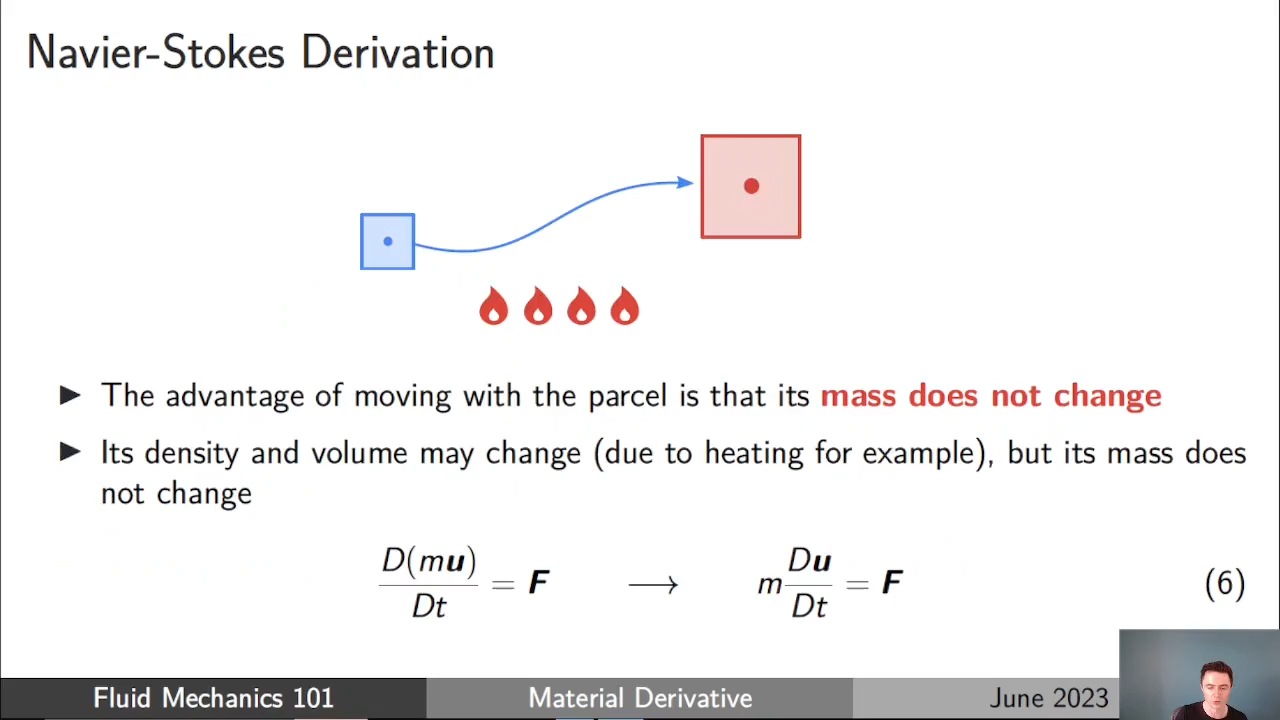 Navier-Stokes Derivation
► The advantage of moving with the parcel is that its mass does not change
► Its density and volume may change (due to heating for example), but its mass does
not change
D(mu)/Dt = F ⟶ m Du/Dt = F (6)
Fluid Mechanics 101 Material Derivative June 2023